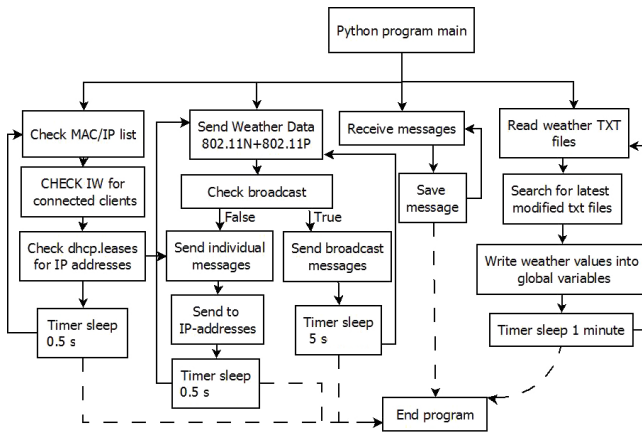 Python program main
Check MAC/IP list
Send Weather Data
802.11N+802.11P
Receive messages
Read weather TXT
files
CHECK IW for
connected clients
Check broadcast
Save
message
Search for latest
modified txt files
False
True
Check dhcp.leases
for IP addresses
Send individual
messages
Send broadcast
messages
Write weather values into
global variables
Timer sleep
0.5 s
Send to
IP-addresses
Timer sleep
5 s
Timer sleep 1 minute
Timer sleep
0.5 s
End program